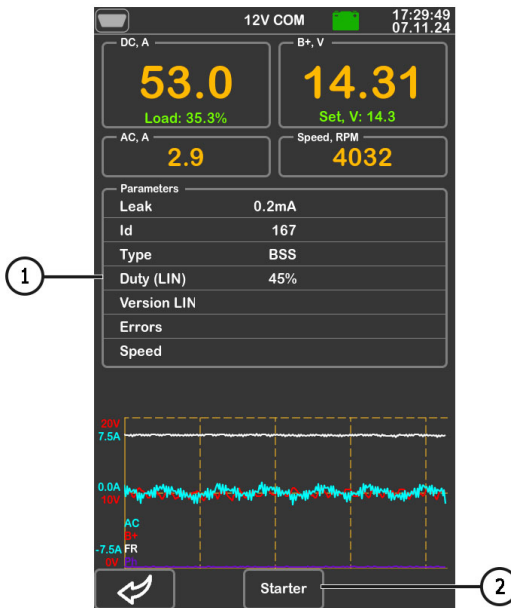 12V COM
17:29:49
07.11.24
DC, A
53.0
Load: 35.3%
B+, V
14.31
Set, V: 14.3
AC, A
2.9
Speed, RPM
4032
Parameters
Leak 0.2mA
Id 167
Type BSS
Duty (LIN) 45%
Version LIN
Errors
Speed
1
20V
7.5A
0.0A
10V
AC
B+
-7.5A FR
0V Ph
Starter
2